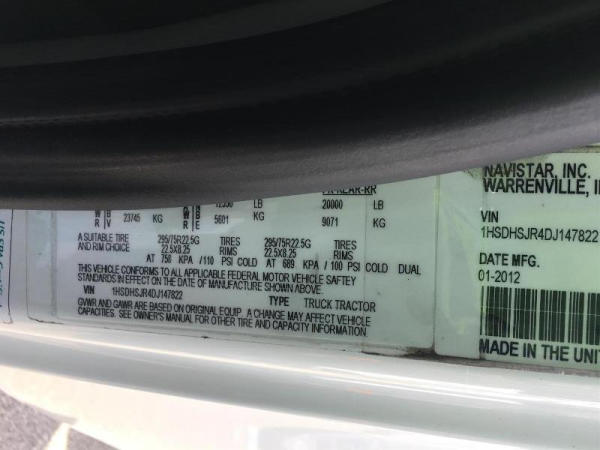 12350 LB 20000 LB
W B 23745 KG W B 5601 KG 9071 KG
R V R E
A SUITABLE TIRE 295/75R22.5G TIRES 295/75R22.5G TIRES
AND RIM CHOICE 22.5X8.25 RIMS 22.5X8.25 RIMS
AT 758 KPA /110 PSI COLD AT 689 KPA / 100 PSI COLD DUAL
THIS VEHICLE CONFORMS TO ALL APPLICABLE FEDERAL MOTOR VEHICLE SAFTEY
STANDARDS IN EFFECT ON THE DATE OF MANUFACTURE SHOWN ABOVE.
VIN 1HSDHSJR4DJ147822 TYPE TRUCK TRACTOR
GVWR AND GAWR ARE BASED ON ORIGINAL EQUIP. A CHANGE MAY AFFECT VEHICLE
CAPACITIES. SEE OWNER'S MANUAL FOR OTHER TIRE AND CAPACITY INFORMATION.
NAVISTAR, INC.
WARRENVILLE,
VIN
1HSDHSJR4DJ147822
DATE MFG.
01-2012
MADE IN THE UNI